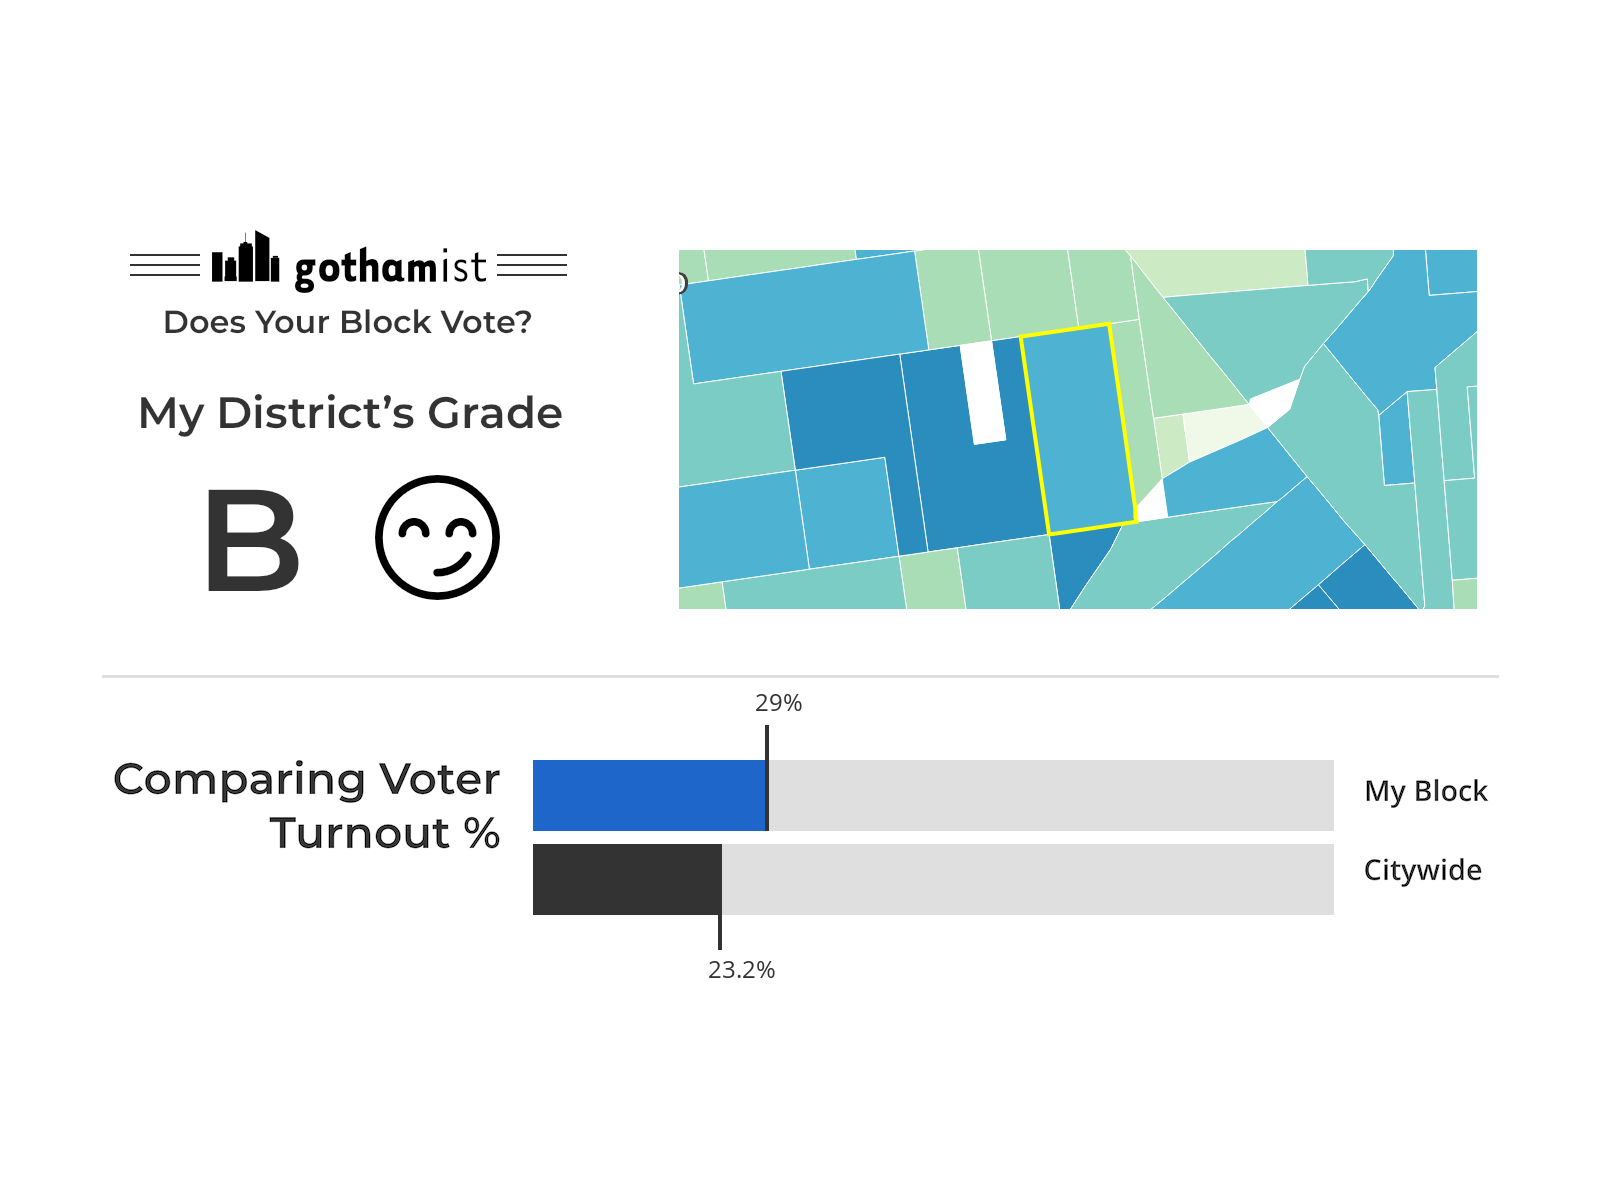 gothamist
Does Your Block Vote?
My District’s Grade
B
29%
Comparing Voter
Turnout %
My Block
Citywide
23.2%